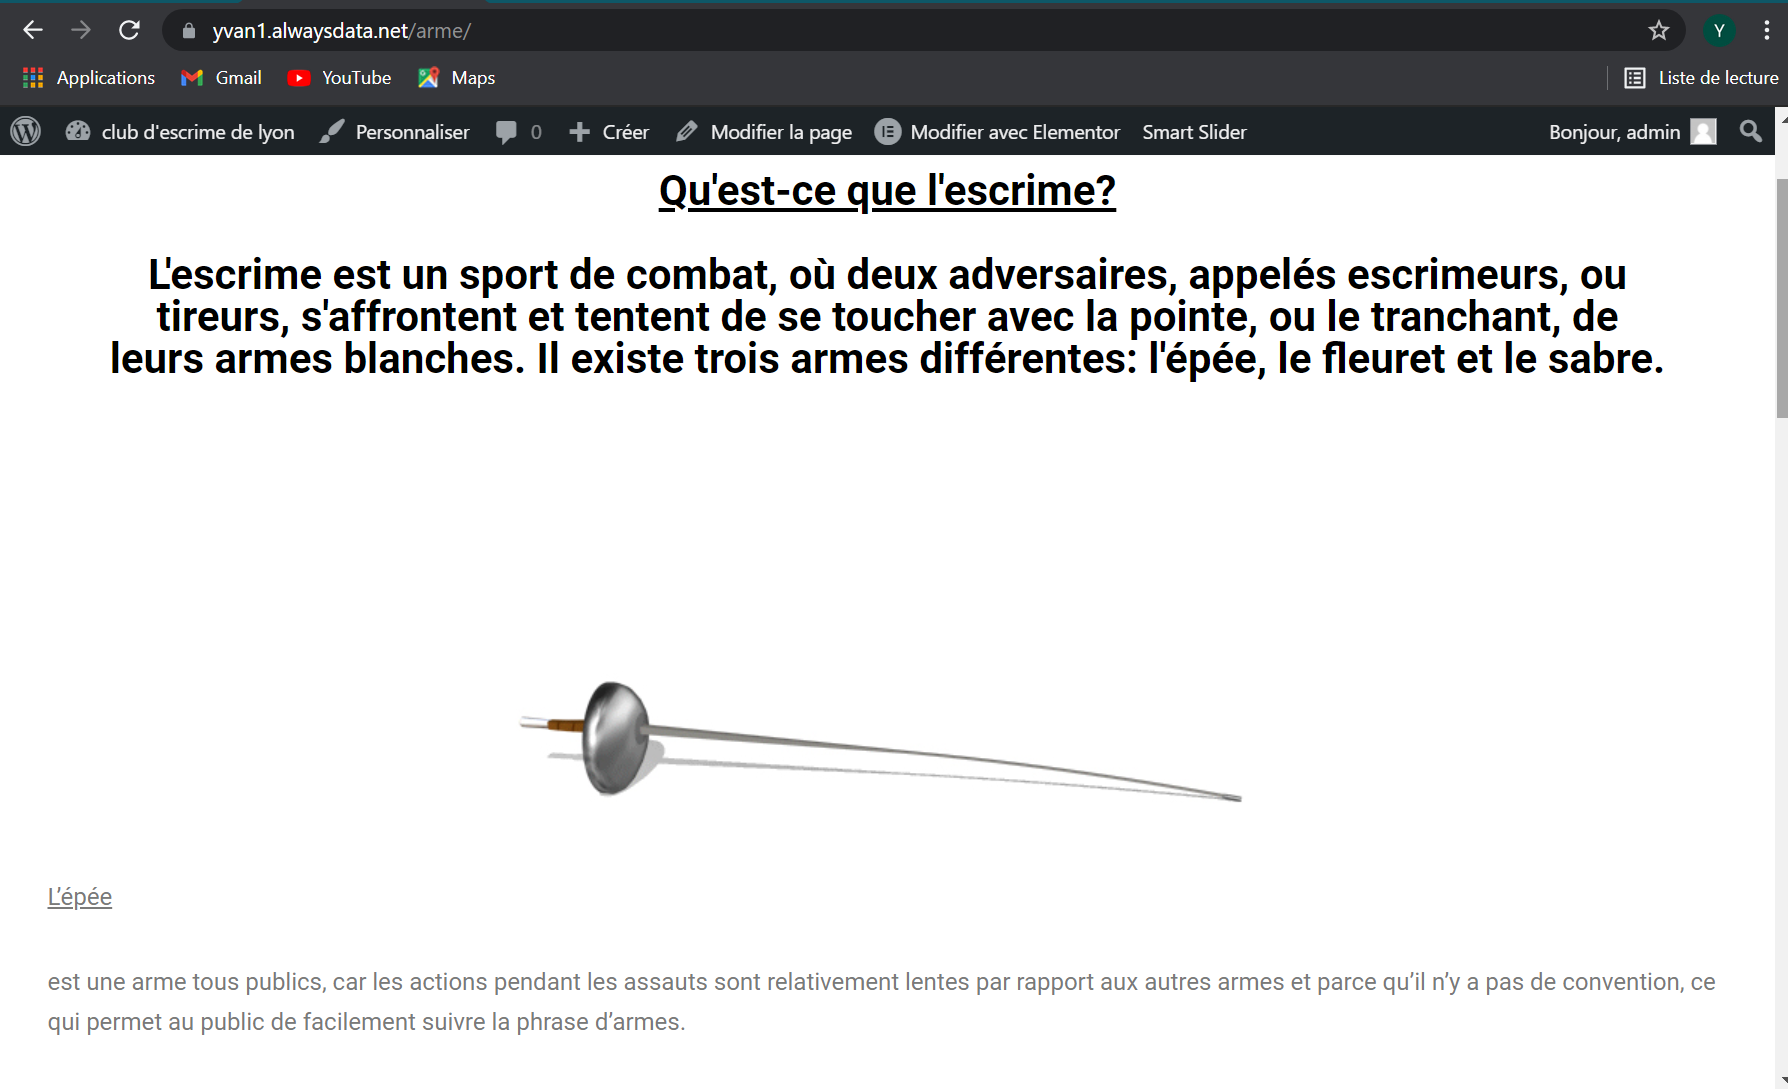 yvan1.alwaysdata.net/arme/
Y
Applications Gmail YouTube Maps Liste de lecture
club d'escrime de lyon Personnaliser 0 Créer Modifier la page Modifier avec Elementor Smart Slider Bonjour, admin
Qu'est-ce que l'escrime?
L'escrime est un sport de combat, où deux adversaires, appelés escrimeurs, ou
tireurs, s'affrontent et tentent de se toucher avec la pointe, ou le tranchant, de
leurs armes blanches. Il existe trois armes différentes: l'épée, le fleuret et le sabre.
L’épée
est une arme tous publics, car les actions pendant les assauts sont relativement lentes par rapport aux autres armes et parce qu’il n’y a pas de convention, ce
qui permet au public de facilement suivre la phrase d’armes.